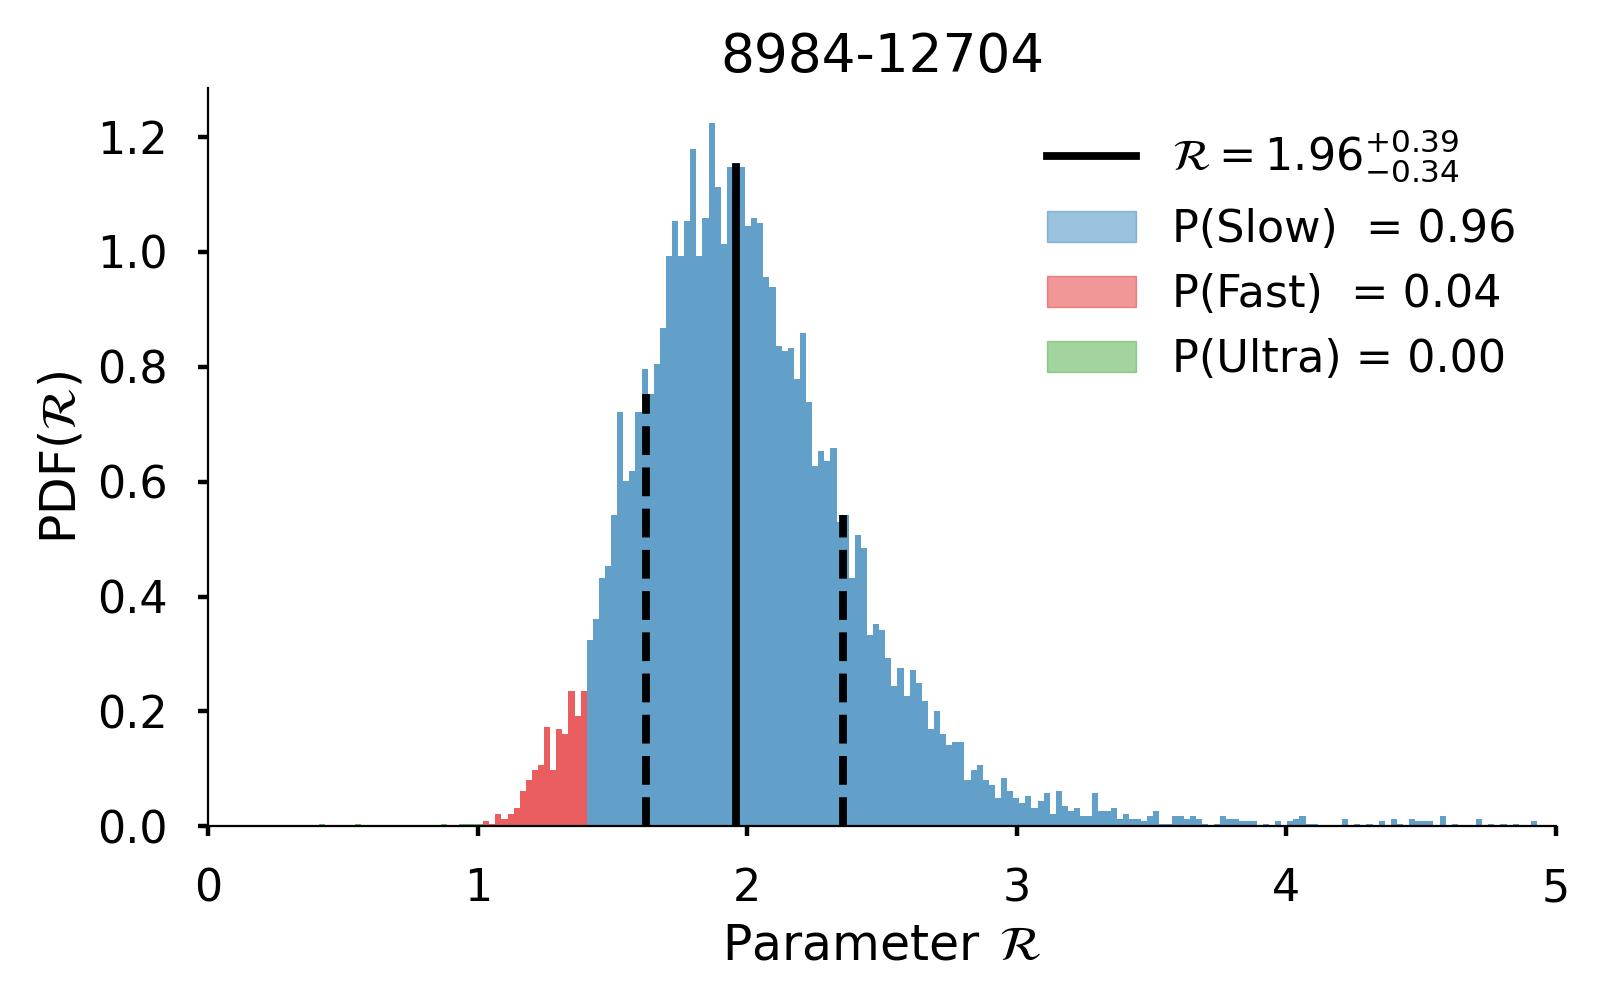 8984-12704
1.2
1.0
0.8
0.6
0.4
0.2
0.0
PDF(ℛ)
ℛ = 1.96+0.39−0.34
P(Slow) = 0.96
P(Fast) = 0.04
P(Ultra) = 0.00
0 1 2 3 4 5
Parameter ℛ